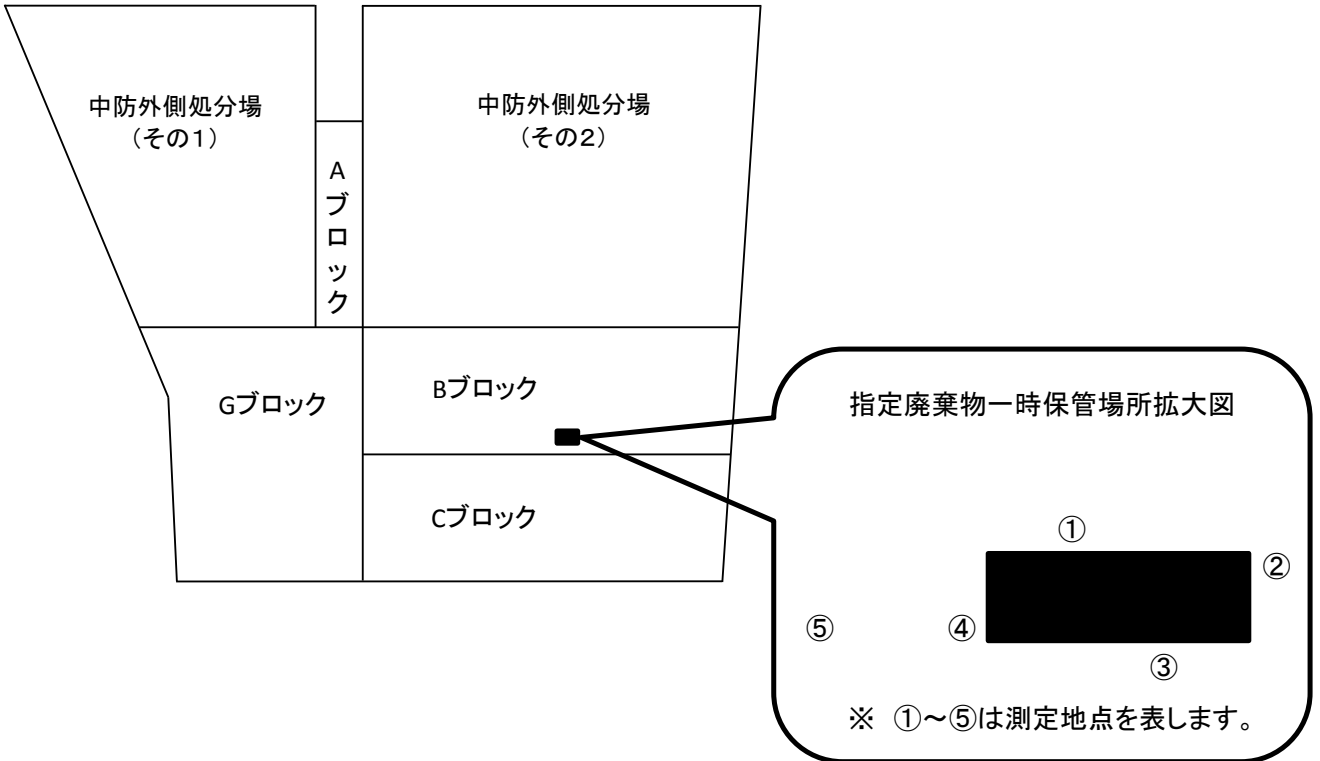 中防外側処分場
（その１）
中防外側処分場
（その２）
Aブロック
Gブロック
Bブロック
Cブロック
指定廃棄物一時保管場所拡大図
①
②
③
④
⑤
※ ①～⑤は測定地点を表します。